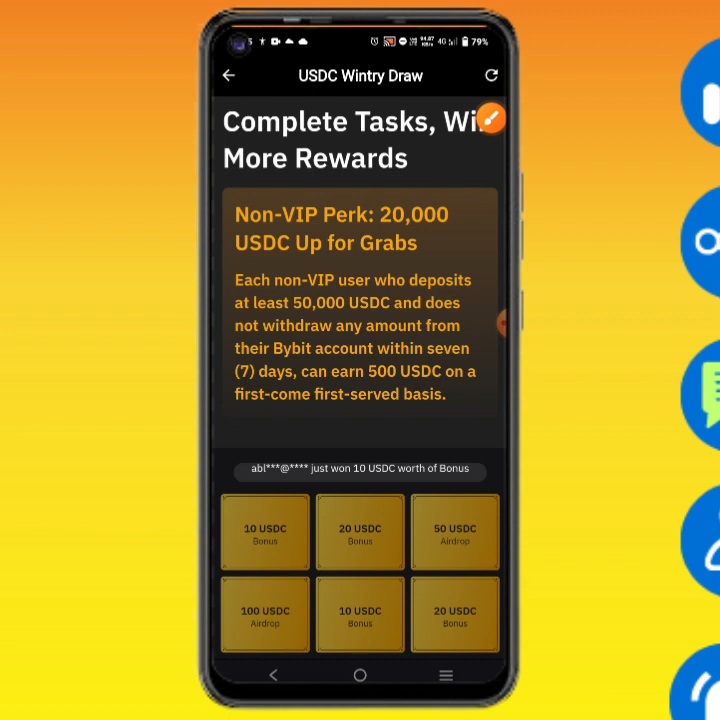 79%
USDC Wintry Draw
Complete Tasks, Wi
More Rewards
Non-VIP Perk: 20,000
USDC Up for Grabs
Each non-VIP user who deposits
at least 50,000 USDC and does
not withdraw any amount from
their Bybit account within seven
(7) days, can earn 500 USDC on a
first-come first-served basis.
abl***@**** just won 10 USDC worth of Bonus
10 USDC 20 USDC 50 USDC
Bonus Bonus Airdrop
100 USDC 10 USDC 20 USDC
Airdrop Bonus Bonus